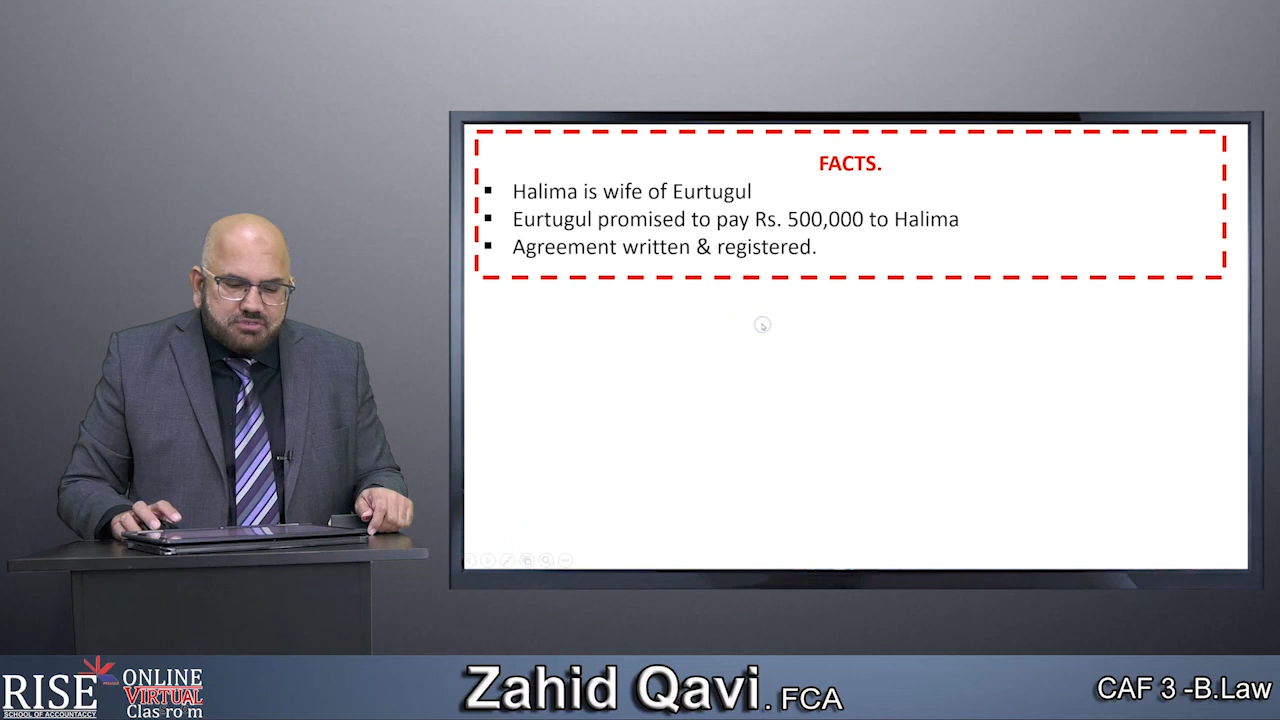 FACTS.
▪ Halima is wife of Eurtugul
▪ Eurtugul promised to pay Rs. 500,000 to Halima
▪ Agreement written & registered.
RISE
SCHOOL OF ACCOUNTANCY
ONLINE
VIRTUAL
Clas ro m
Zahid Qavi. FCA
CAF 3 -B.Law